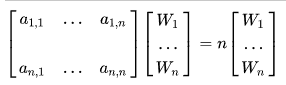 [ a_{1,1} … a_{1,n} ] [ W_1 ] = n [ W_1 ]
[ … ] [ … ]
[ a_{n,1} … a_{n,n} ] [ W_n ] [ W_n ]